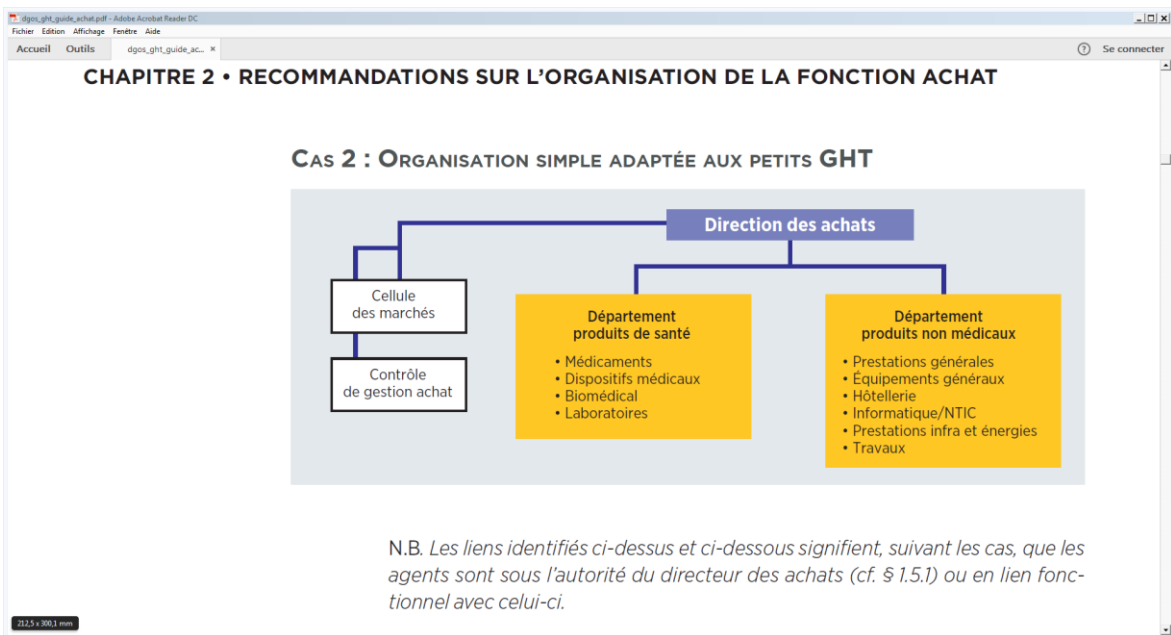 dgos_ght_guide_achat.pdf - Adobe Acrobat Reader DC
Fichier Edition Affichage Fenêtre Aide
Accueil Outils dgos_ght_guide_ac... × ? Se connecter
CHAPITRE 2 • RECOMMANDATIONS SUR L'ORGANISATION DE LA FONCTION ACHAT
CAS 2 : ORGANISATION SIMPLE ADAPTÉE AUX PETITS GHT
Direction des achats
Cellule
des marchés
Contrôle
de gestion achat
Département
produits de santé
• Médicaments
• Dispositifs médicaux
• Biomédical
• Laboratoires
Département
produits non médicaux
• Prestations générales
• Équipements généraux
• Hôtellerie
• Informatique/NTIC
• Prestations infra et énergies
• Travaux
N.B. Les liens identifiés ci-dessus et ci-dessous signifient, suivant les cas, que les
agents sont sous l'autorité du directeur des achats (cf. § 1.5.1) ou en lien fonc-
tionnel avec celui-ci.
212,5 x 300,1 mm